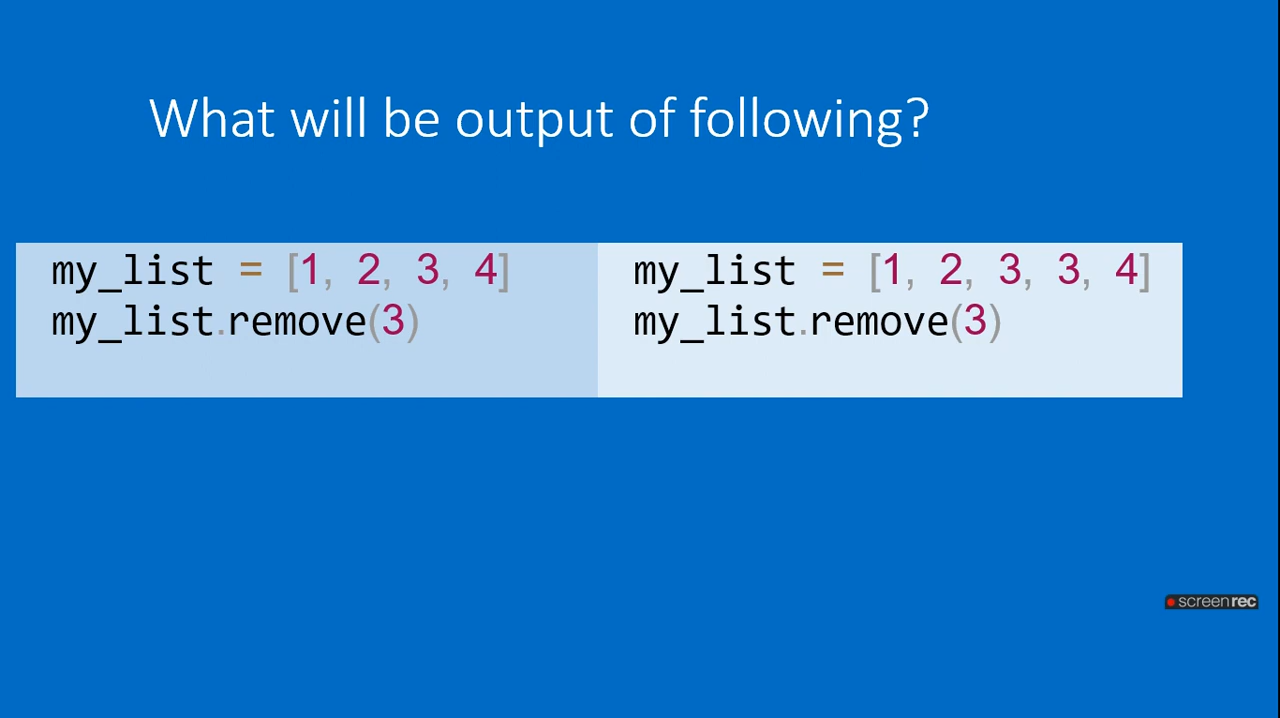 What will be output of following?
my_list = [1, 2, 3, 4]
my_list.remove(3)
my_list = [1, 2, 3, 3, 4]
my_list.remove(3)
screenrec